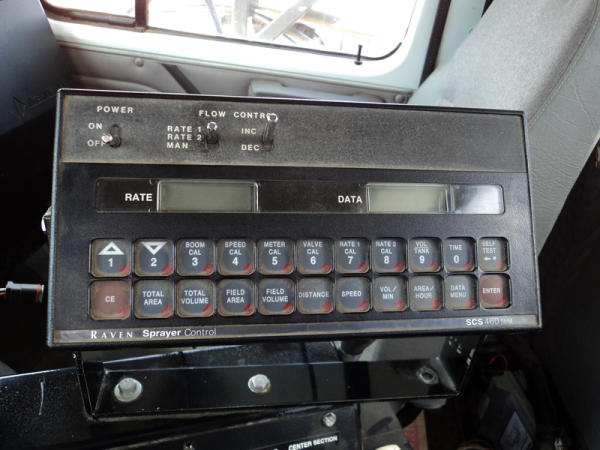 POWER
FLOW CONTROL
ON
OFF
RATE 1
RATE 2
MAN
INC
DEC
RATE
DATA
1
2
BOOM CAL 3
SPEED CAL 4
METER CAL 5
VALVE CAL 6
RATE 1 CAL 7
RATE 2 CAL 8
VOL TANK 9
TIME 0
SELF TEST
CE
TOTAL AREA
TOTAL VOLUME
FIELD AREA
FIELD VOLUME
DISTANCE
SPEED
VOL/MIN
AREA/HOUR
DATA MENU
ENTER
RAVEN Sprayer Control
SCS 460
CENTER SECTION